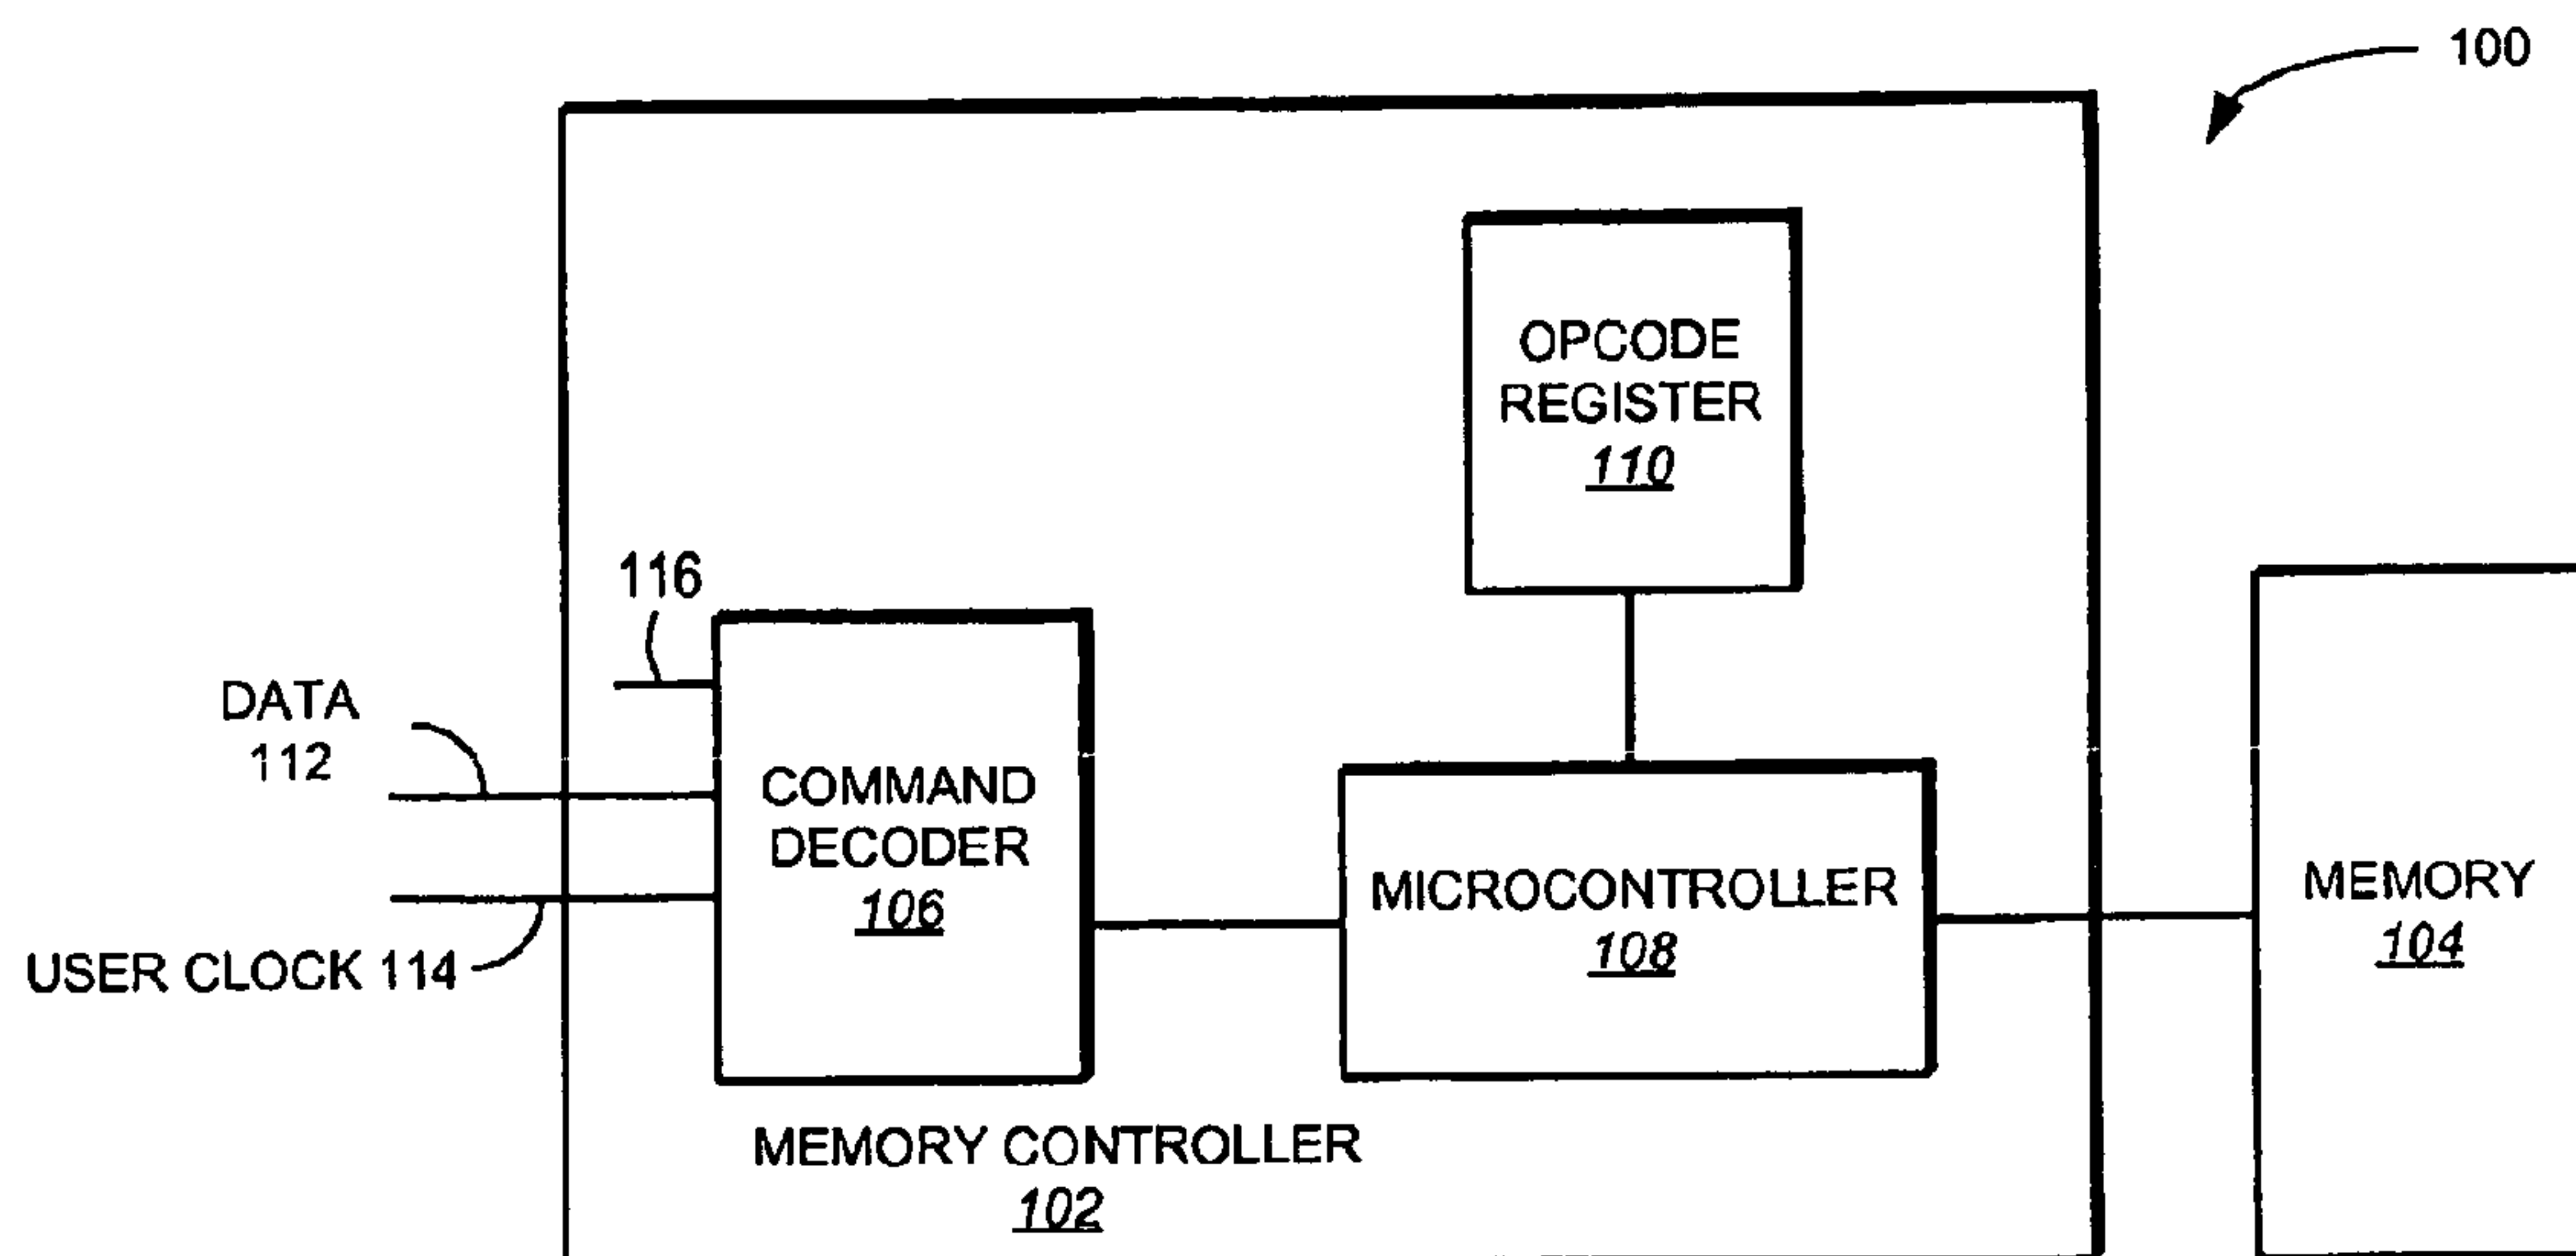 100
OPCODE
REGISTER
110
116
DATA
112
COMMAND
DECODER
106
USER CLOCK 114
MICROCONTROLLER
108
MEMORY
104
MEMORY CONTROLLER
102